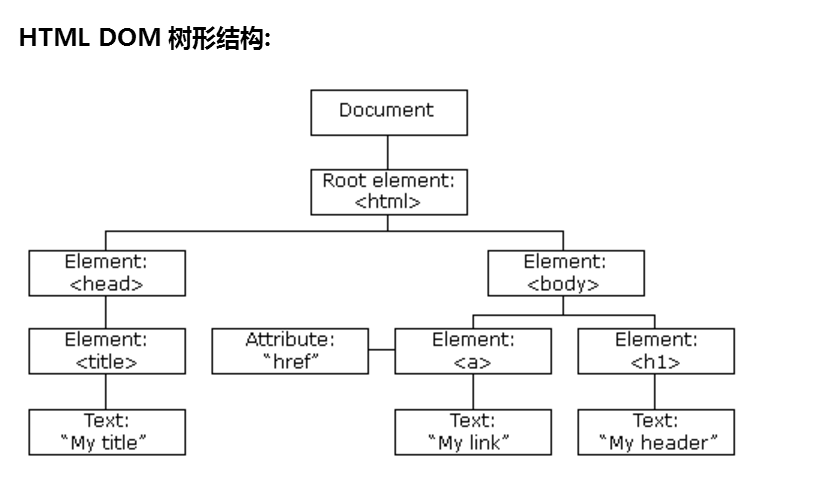 HTML DOM 树形结构:
Document
Root element:
<html>
Element:
<head>
Element:
<body>
Element:
<title>
Attribute:
“href”
Element:
<a>
Element:
<h1>
Text:
“My title”
Text:
“My link”
Text:
“My header”